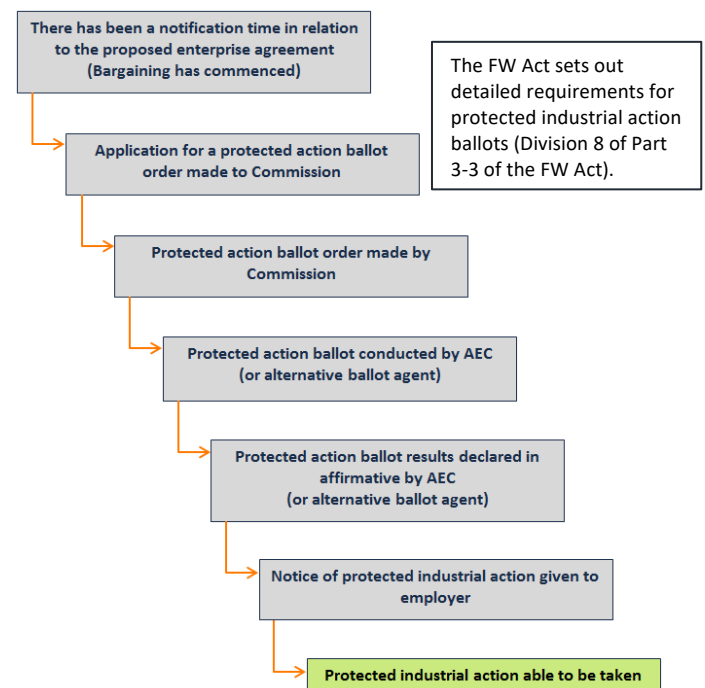 There has been a notification time in relation
to the proposed enterprise agreement
(Bargaining has commenced)
The FW Act sets out
detailed requirements for
protected industrial action
ballots (Division 8 of Part
3-3 of the FW Act).
Application for a protected action ballot
order made to Commission
Protected action ballot order made by
Commission
Protected action ballot conducted by AEC
(or alternative ballot agent)
Protected action ballot results declared in
affirmative by AEC
(or alternative ballot agent)
Notice of protected industrial action given to
employer
Protected industrial action able to be taken